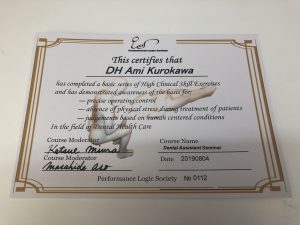 Performance Logic Society
This certifies that
DH Ami Kurokawa
has completed a basic series of High Clinical Skill Exercises
and has demonstrated awareness of the basis for:
— precise operating control
— absence of physical stress during treatment of patients
— judgements based on human centered conditions
In the field of Dental Health Care
Course Moderator
Course Name
Dental Assistant Seminar
Course Moderator
Masahide Aso
Date 20190804
Performance Logic Society № 0112